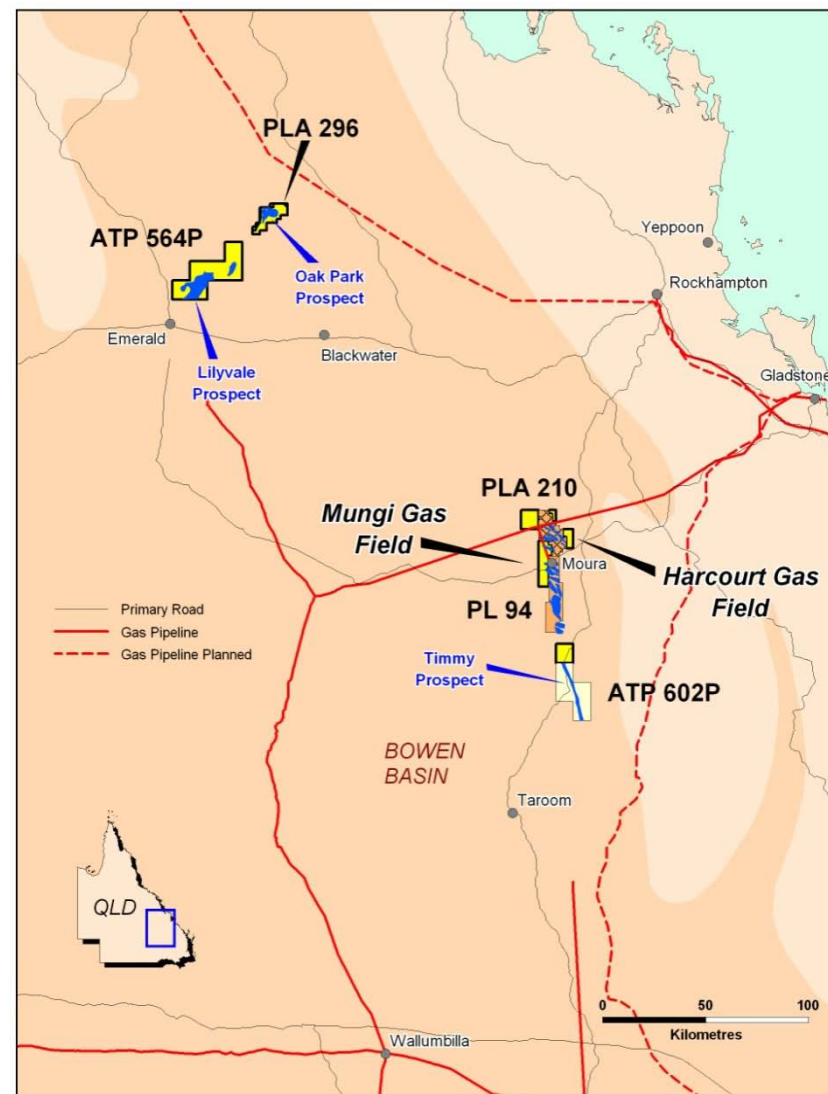 PLA 296
Yeppoon
ATP 564P
Oak Park
Prospect
Rockhampton
Emerald
Blackwater
Lilyvale
Prospect
Gladstone
PLA 210
Mungi Gas
Field
Moura
Harcourt Gas
Field
Primary Road
Gas Pipeline
Gas Pipeline Planned
PL 94
Timmy
Prospect
ATP 602P
BOWEN
BASIN
Taroom
QLD
0 50 100
Kilometres
Wallumbilla